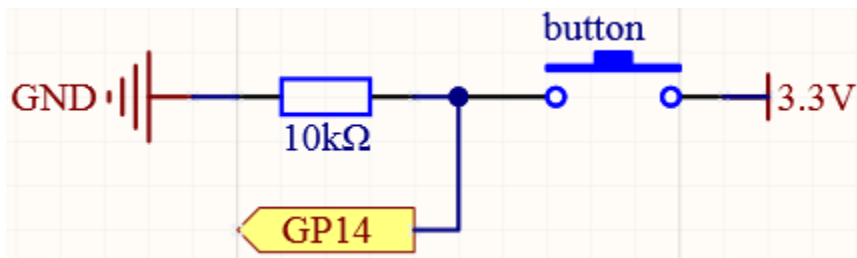 button
GND
3.3V
10kΩ
GP14